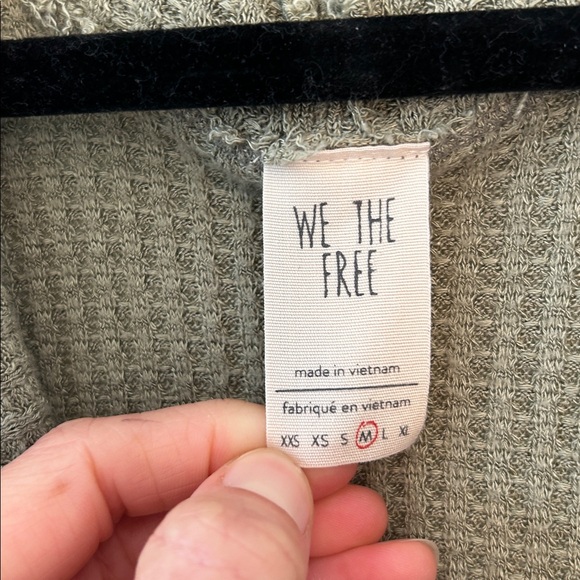 WE THE
FREE
made in vietnam
fabriqué en vietnam
XXS XS S M L XL